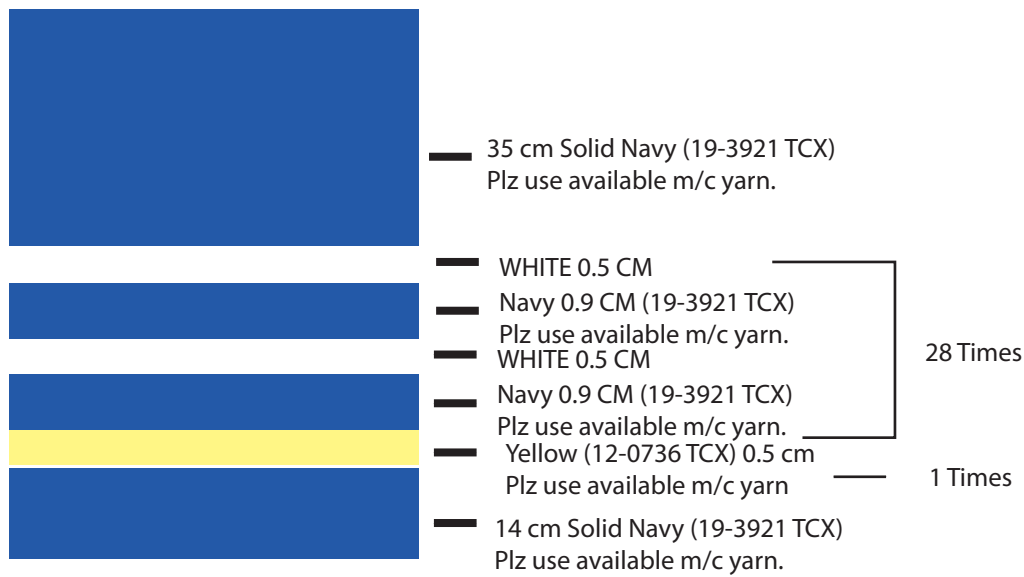 35 cm Solid Navy (19-3921 TCX)
Plz use available m/c yarn.
WHITE 0.5 CM
Navy 0.9 CM (19-3921 TCX)
Plz use available m/c yarn.
WHITE 0.5 CM
28 Times
Navy 0.9 CM (19-3921 TCX)
Plz use available m/c yarn.
Yellow (12-0736 TCX) 0.5 cm
Plz use available m/c yarn
1 Times
14 cm Solid Navy (19-3921 TCX)
Plz use available m/c yarn.